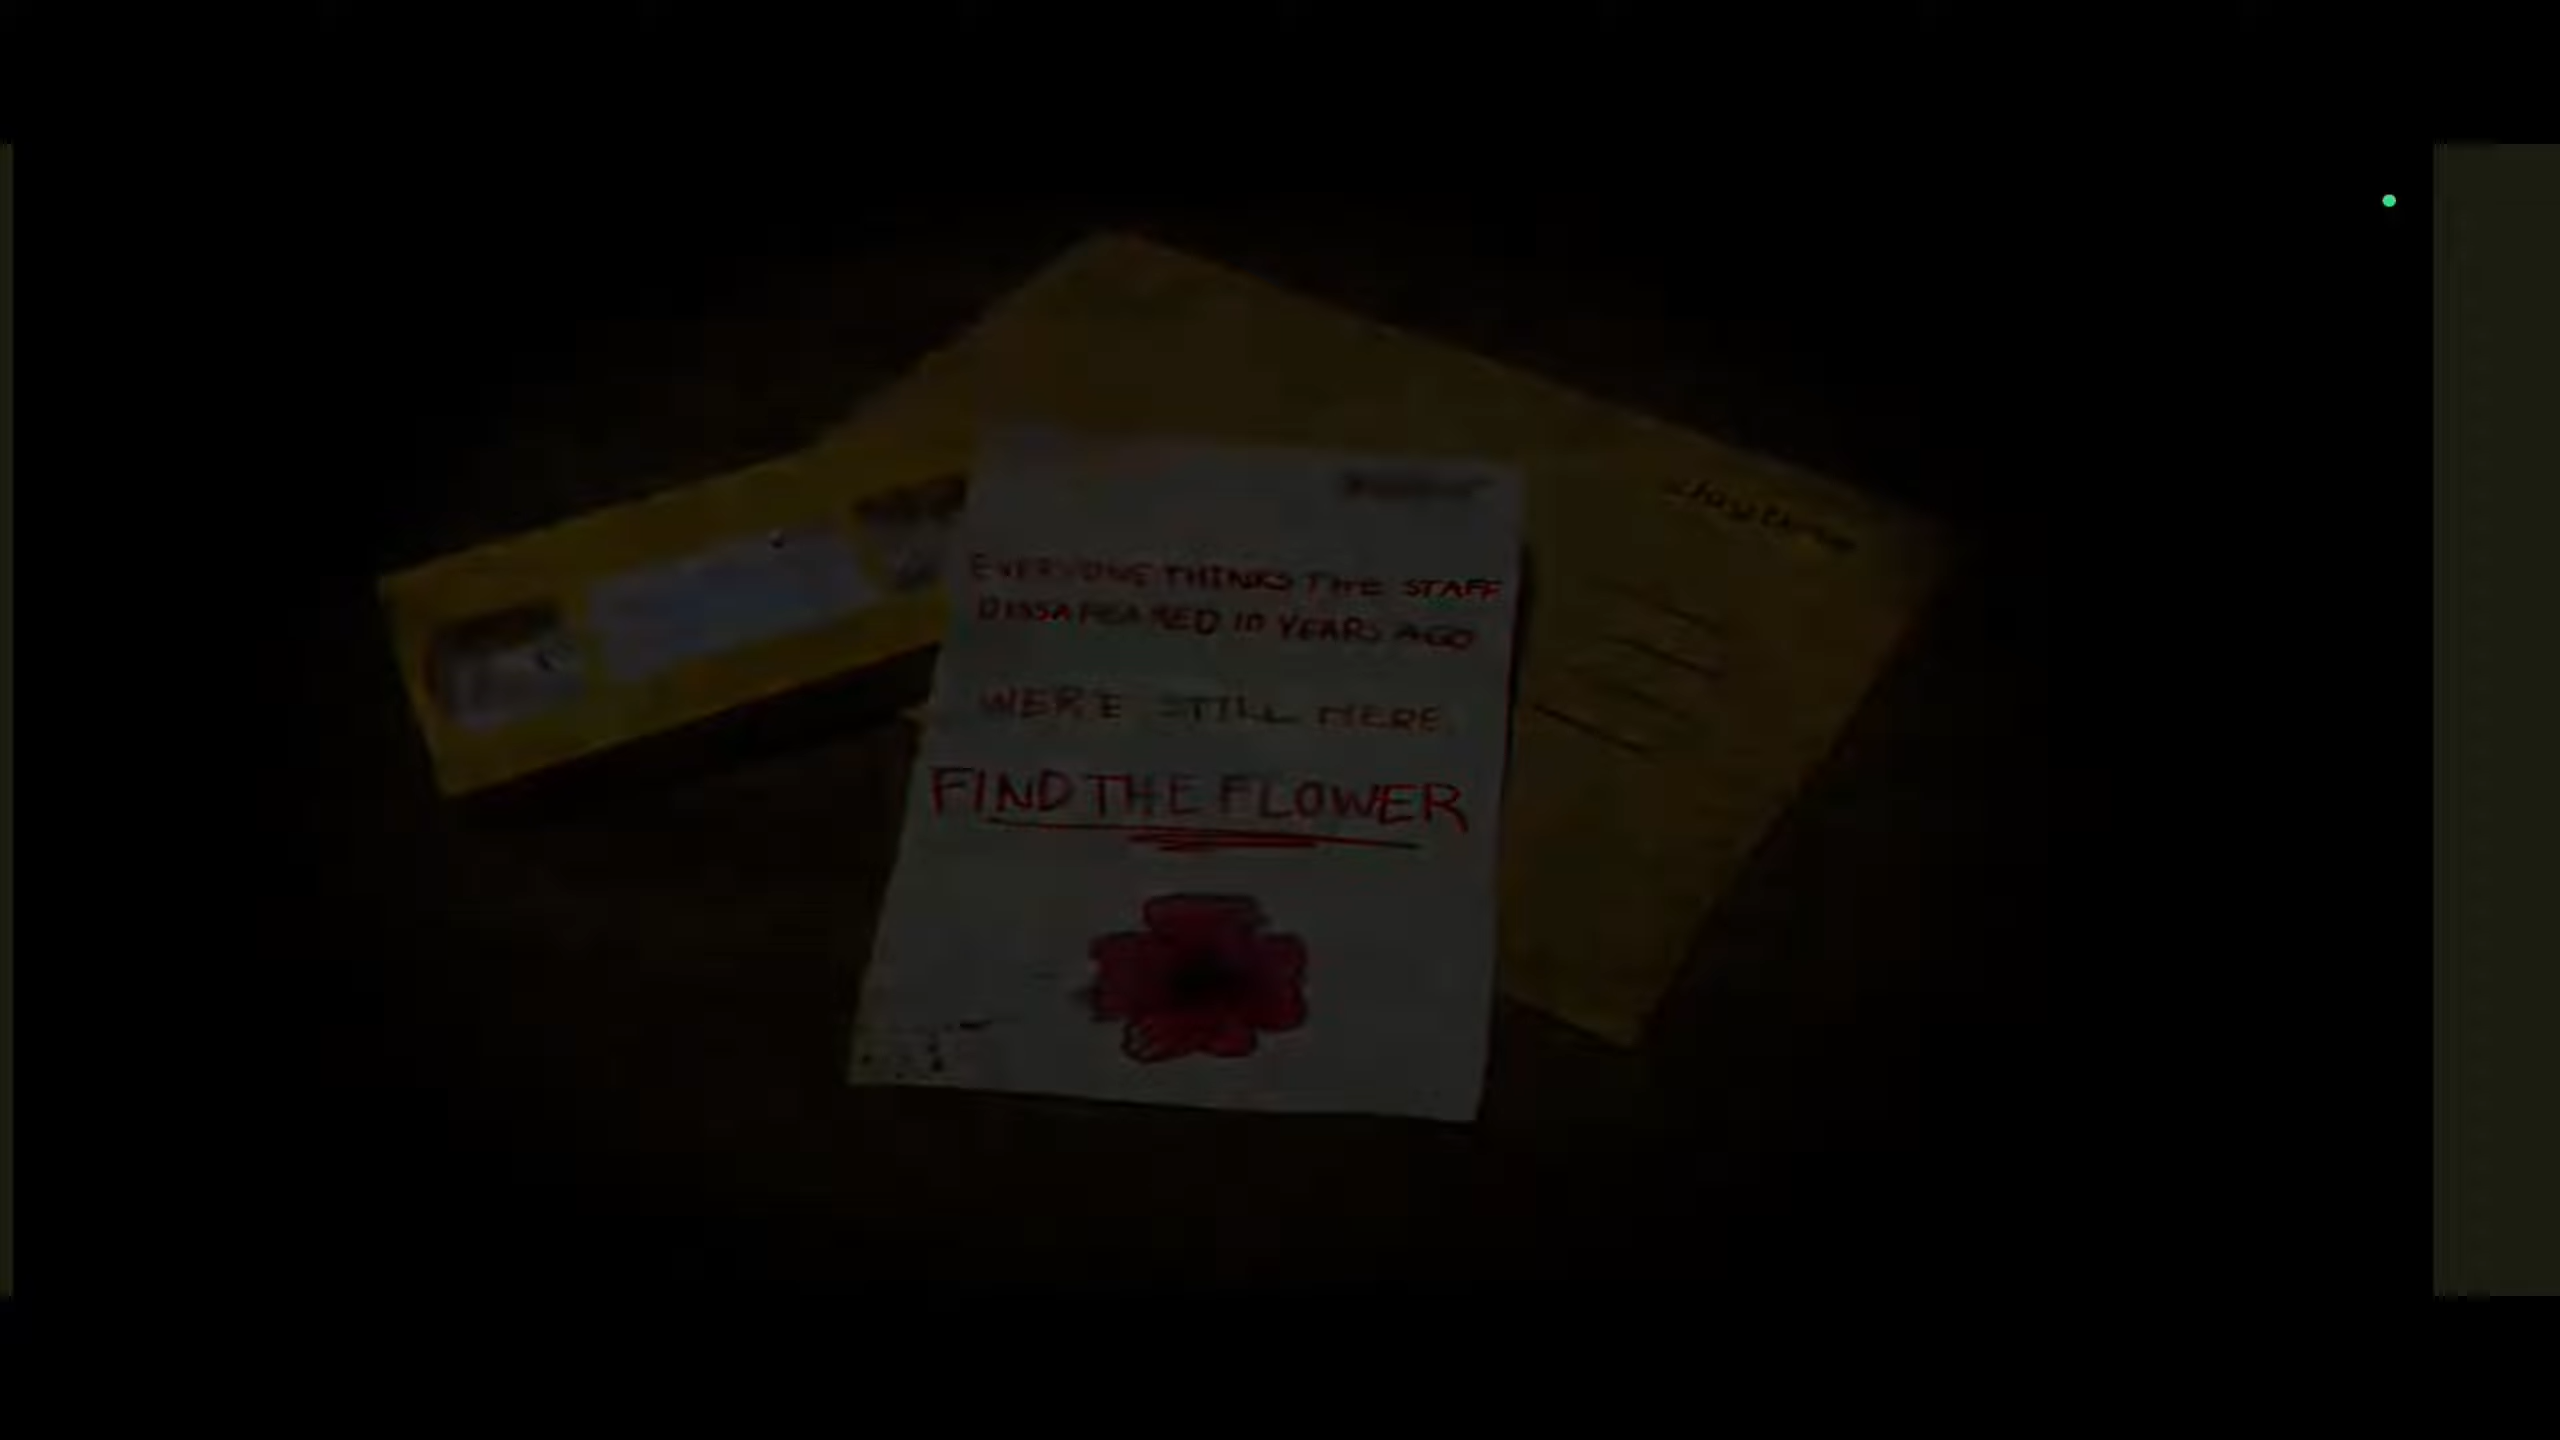 EVERYONE THINKS THE STAFF
DISSAPEARED 10 YEARS AGO
WE'RE STILL HERE.
FIND THE FLOWER